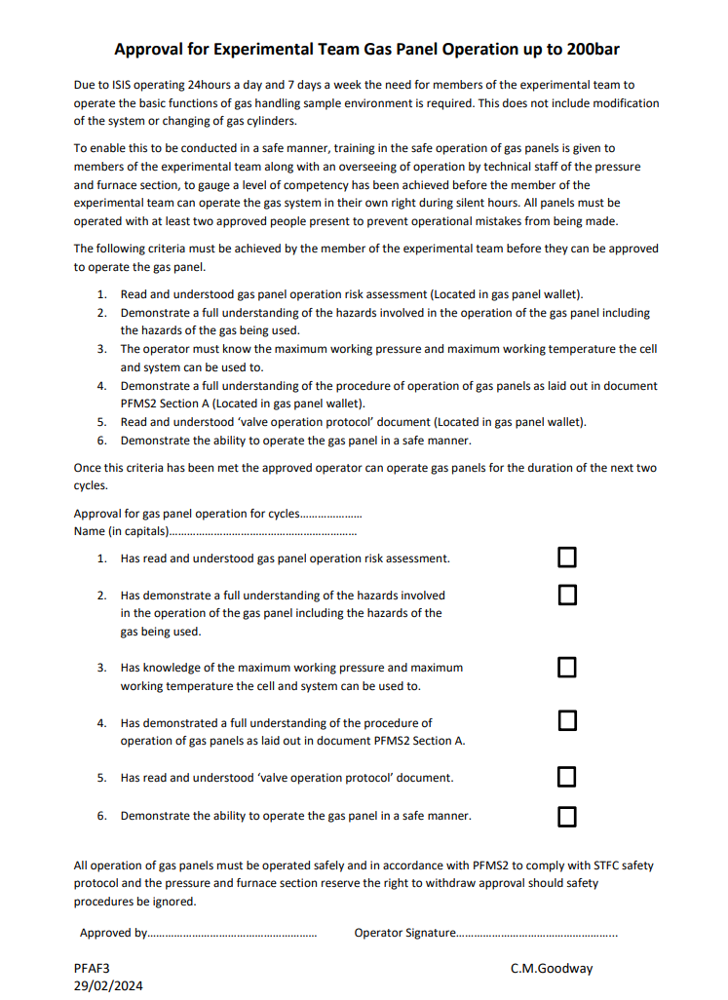 Approval for Experimental Team Gas Panel Operation up to 200bar
Due to ISIS operating 24hours a day and 7 days a week the need for members of the experimental team to
operate the basic functions of gas handling sample environment is required. This does not include modification
of the system or changing of gas cylinders.
To enable this to be conducted in a safe manner, training in the safe operation of gas panels is given to
members of the experimental team along with an overseeing of operation by technical staff of the pressure
and furnace section, to gauge a level of competency has been achieved before the member of the
experimental team can operate the gas system in their own right during silent hours. All panels must be
operated with at least two approved people present to prevent operational mistakes from being made.
The following criteria must be achieved by the member of the experimental team before they can be approved
to operate the gas panel.
1. Read and understood gas panel operation risk assessment (Located in gas panel wallet).
2. Demonstrate a full understanding of the hazards involved in the operation of the gas panel including
the hazards of the gas being used.
3. The operator must know the maximum working pressure and maximum working temperature the cell
and system can be used to.
4. Demonstrate a full understanding of the procedure of operation of gas panels as laid out in document
PFMS2 Section A (Located in gas panel wallet).
5. Read and understood ‘valve operation protocol’ document (Located in gas panel wallet).
6. Demonstrate the ability to operate the gas panel in a safe manner.
Once this criteria has been met the approved operator can operate gas panels for the duration of the next two
cycles.
Approval for gas panel operation for cycles…………………
Name (in capitals)……………………………………………………………
1. Has read and understood gas panel operation risk assessment.
2. Has demonstrate a full understanding of the hazards involved
in the operation of the gas panel including the hazards of the
gas being used.
3. Has knowledge of the maximum working pressure and maximum
working temperature the cell and system can be used to.
4. Has demonstrated a full understanding of the procedure of
operation of gas panels as laid out in document PFMS2 Section A.
5. Has read and understood ‘valve operation protocol’ document.
6. Demonstrate the ability to operate the gas panel in a safe manner.
All operation of gas panels must be operated safely and in accordance with PFMS2 to comply with STFC safety
protocol and the pressure and furnace section reserve the right to withdraw approval should safety
procedures be ignored.
Approved by……………………………………………………… Operator Signature……………………………………………………
PFAF3 C.M.Goodway
29/02/2024